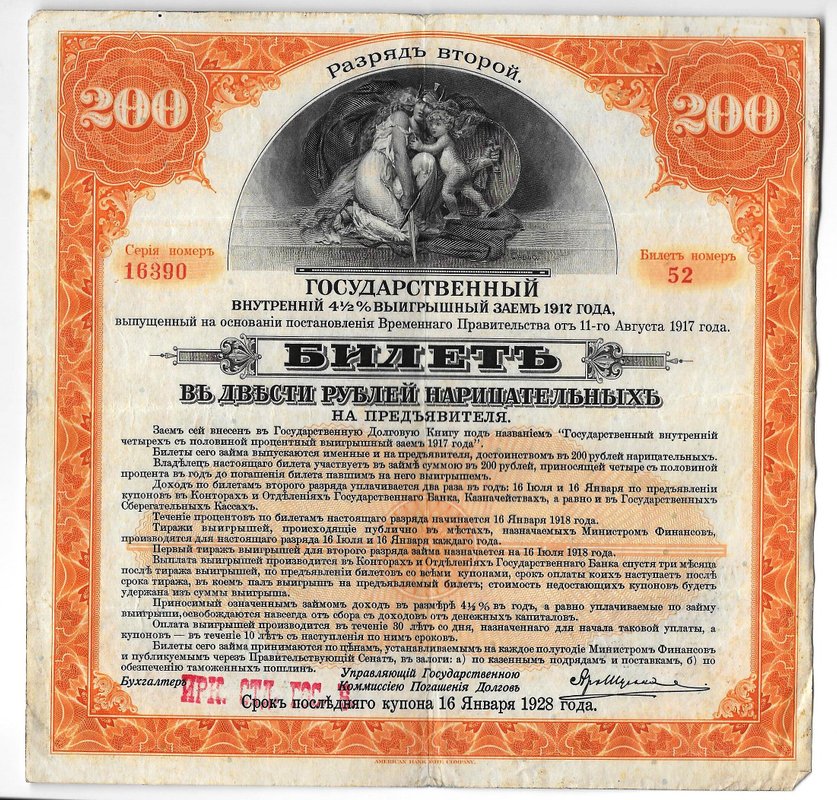 Разрядъ второй.
200
200
Серія номеръ
16390
Билетъ номеръ
52
ГОСУДАРСТВЕННЫЙ
ВНУТРЕННІЙ 4½% ВЫИГРЫШНЫЙ ЗАЕМЪ 1917 ГОДА,
выпущенный на основаніи постановленія Временнаго Правительства отъ 11-го Августа 1917 года.
БИЛЕТЪ
ВЪ ДВѢСТИ РУБЛЕЙ НАРИЦАТЕЛЬНЫХЪ
НА ПРЕДЪЯВИТЕЛЯ.
Заемъ сей внесенъ въ Государственную Долговую Книгу подъ названіемъ "Государственный внутренній
четырехъ съ половиной процентный выигрышный заемъ 1917 года".
Билеты сего займа выпускаются именные и на предъявителя, достоинствомъ въ 200 рублей нарицательныхъ.
Владѣлецъ настоящаго билета участвуетъ въ займѣ суммою въ 200 рублей, приносящей четыре съ половиной
процента въ годъ до погашенія билета павшимъ на него выигрышемъ.
Доходъ по билетамъ второго разряда уплачивается два раза въ годъ: 16 Іюля и 16 Января по предъявленіи
купоновъ въ Конторахъ и Отдѣленіяхъ Государственнаго Банка, Казначействахъ, а равно и въ Государственныхъ
Сберегательныхъ Кассахъ.
Теченіе процентовъ по билетамъ настоящаго разряда начинается 16 Января 1918 года.
Тиражи выигрышей, происходящіе публично въ мѣстахъ, назначаемыхъ Министромъ Финансовъ,
производятся для настоящаго разряда 16 Іюля и 16 Января каждаго года.
Первый тиражъ выигрышей для второго разряда займа назначается на 16 Іюля 1918 года.
Выплата выигрышей производится въ Конторахъ и Отдѣленіяхъ Государственнаго Банка спустя три мѣсяца
послѣ тиража выигрышей, по предъявленіи билетовъ со всѣми купонами, срокъ оплаты коихъ наступаетъ послѣ
срока тиража, въ коемъ палъ выигрышъ на предъявляемый билетъ; стоимость недостающихъ купоновъ будетъ
удержана изъ суммы выигрыша.
Приносимый означеннымъ займомъ доходъ въ размѣрѣ 4½% въ годъ, а равно уплачиваемые по займу
выигрыши, освобождаются навсегда отъ сбора съ доходовъ отъ денежныхъ капиталовъ.
Оплата выигрышей производится въ теченіе 30 лѣтъ со дня, назначеннаго для начала таковой уплаты, а
купоновъ — въ теченіе 10 лѣтъ съ наступленія по нимъ сроковъ.
Билеты сего займа принимаются по цѣнамъ, устанавливаемымъ на каждое полугодіе Министромъ Финансовъ
и публикуемымъ черезъ Правительствующій Сенатъ, въ залоги: а) по казеннымъ подрядамъ и поставкамъ, б) по
обезпеченію таможенныхъ пошлинъ.
Бухгалтеръ
Управляющій Государственною
Коммиссіею Погашенія Долговъ
ИРК. ОТД. ГОС. Б
Срокъ послѣдняго купона 16 Января 1928 года.
AMERICAN BANK NOTE COMPANY.